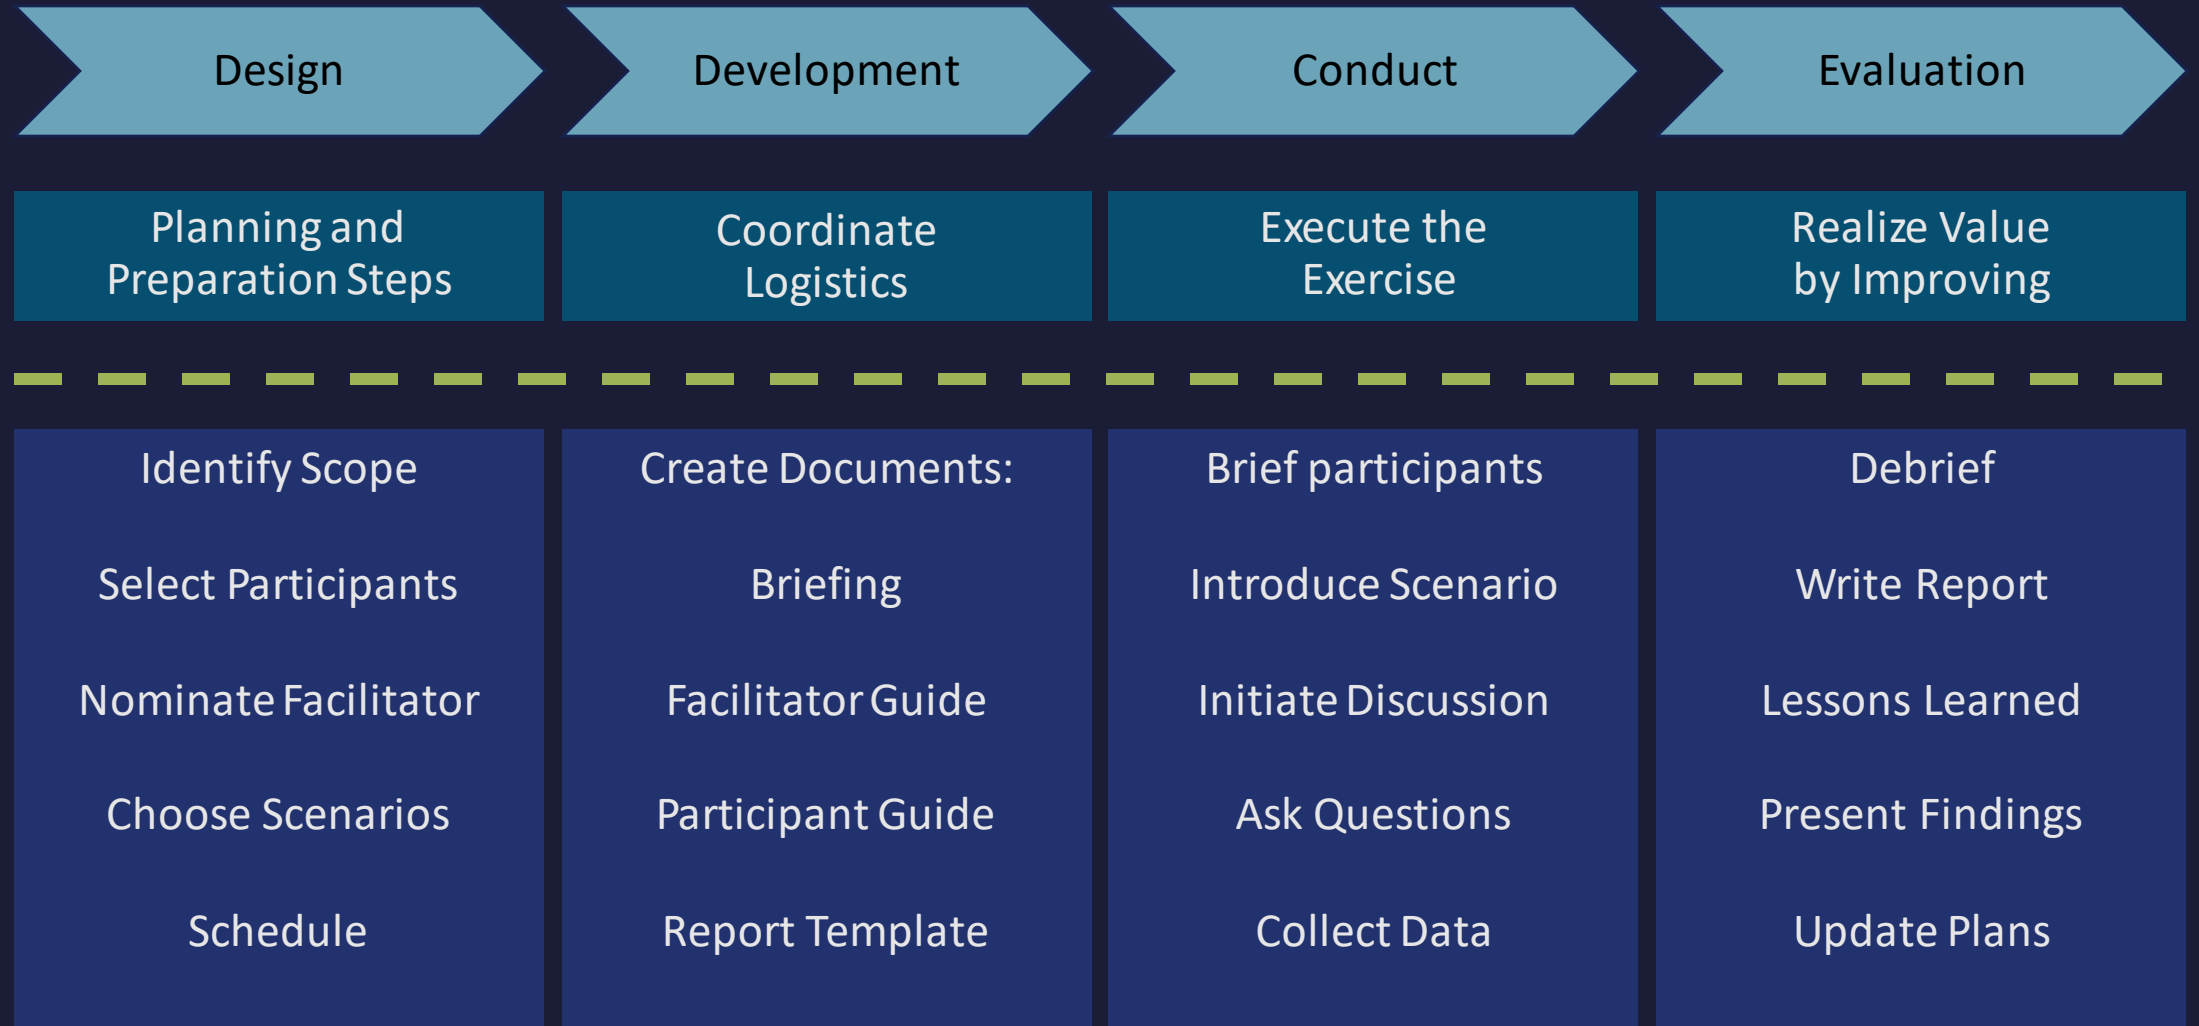 Design
Development
Conduct
Evaluation
Planning and
Preparation Steps
Coordinate
Logistics
Execute the
Exercise
Realize Value
by Improving
Identify Scope
Select Participants
Nominate Facilitator
Choose Scenarios
Schedule
Create Documents:
Briefing
Facilitator Guide
Participant Guide
Report Template
Brief participants
Introduce Scenario
Initiate Discussion
Ask Questions
Collect Data
Debrief
Write Report
Lessons Learned
Present Findings
Update Plans